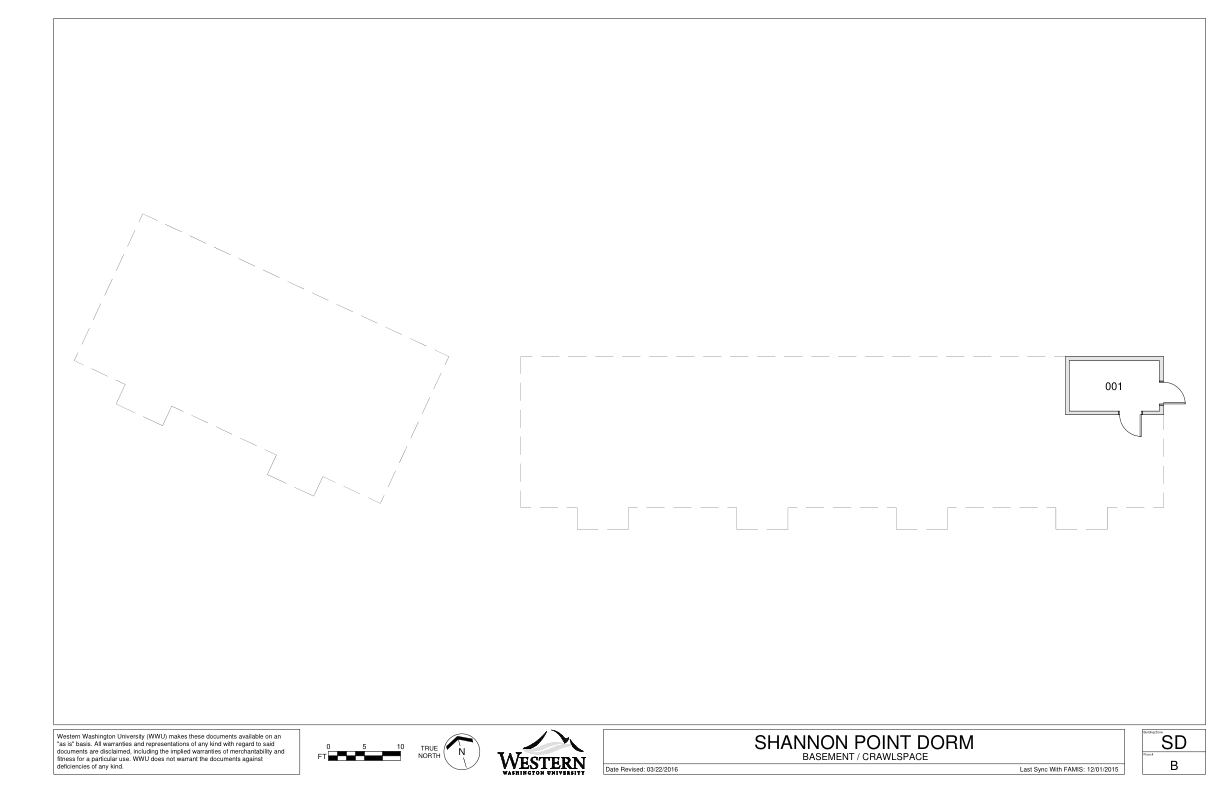 001
Western Washington University (WWU) makes these documents available on an
"as is" basis. All warranties and representations of any kind with regard to said
documents are disclaimed, including the implied warranties of merchantability and
fitness for a particular use. WWU does not warrant the documents against
deficiencies of any kind.
0 5 10
FT
TRUE
NORTH
N
WESTERN
WASHINGTON UNIVERSITY
SHANNON POINT DORM
BASEMENT / CRAWLSPACE
Date Revised: 03/22/2016
Last Sync With FAMIS: 12/01/2015
SD
B